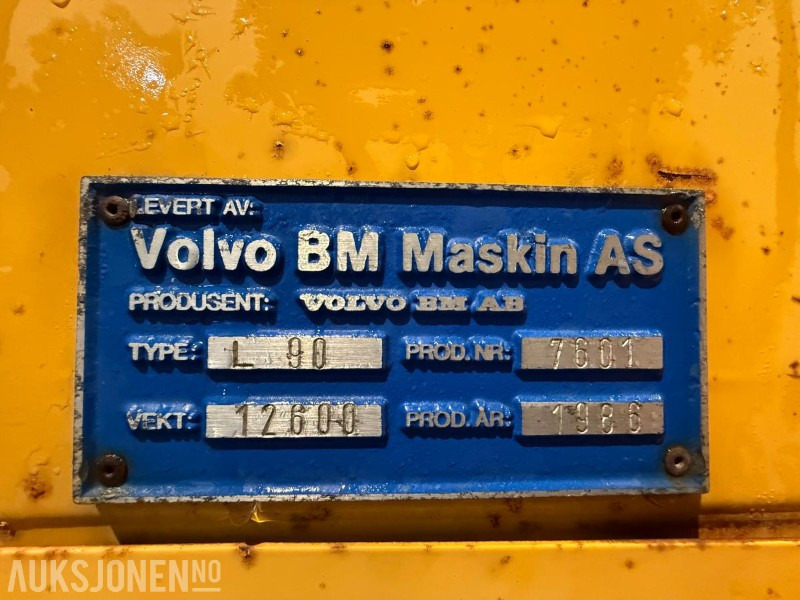 LEVERT AV:
Volvo BM Maskin AS
PRODUSENT: VOLVO BM AB
TYPE: L 90 PROD.NR: 7601
VEKT: 12600 PROD.ÅR: 1986
AUKSJONEN.NO